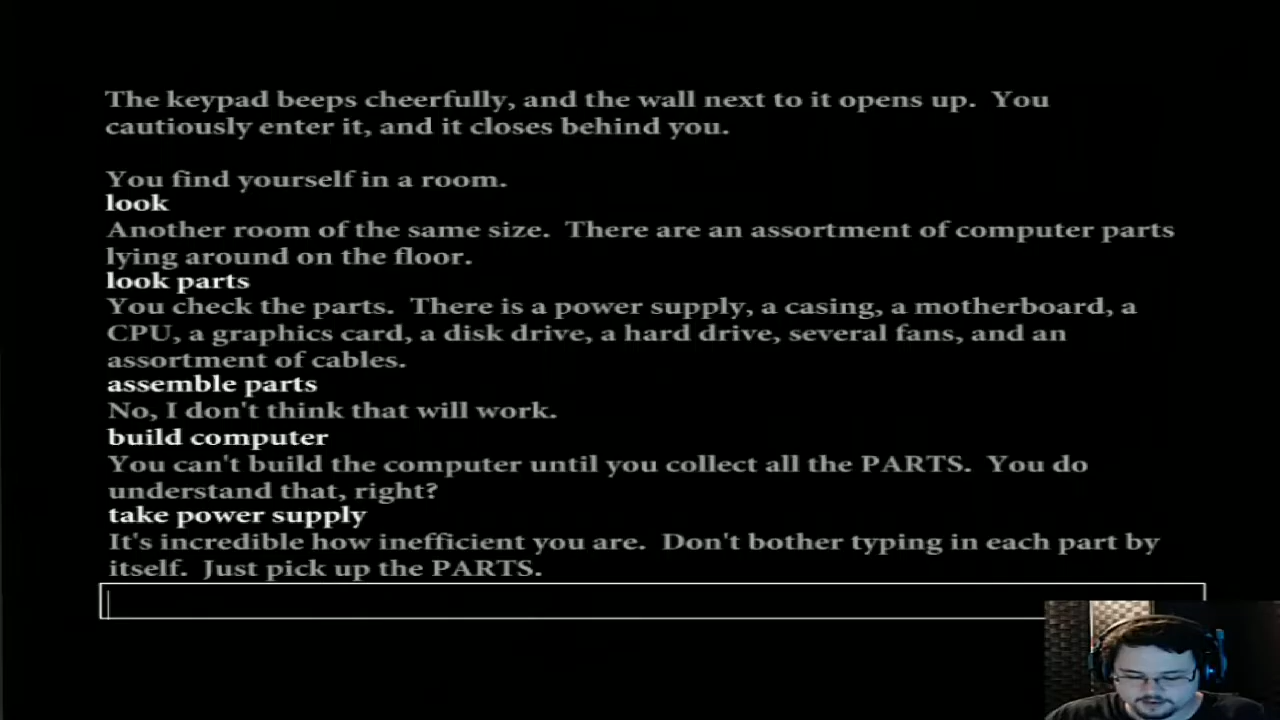 The keypad beeps cheerfully, and the wall next to it opens up.  You
cautiously enter it, and it closes behind you.
You find yourself in a room.
look
Another room of the same size.  There are an assortment of computer parts
lying around on the floor.
look parts
You check the parts.  There is a power supply, a casing, a motherboard, a
CPU, a graphics card, a disk drive, a hard drive, several fans, and an
assortment of cables.
assemble parts
No, I don't think that will work.
build computer
You can't build the computer until you collect all the PARTS.  You do
understand that, right?
take power supply
It's incredible how inefficient you are.  Don't bother typing in each part by
itself.  Just pick up the PARTS.